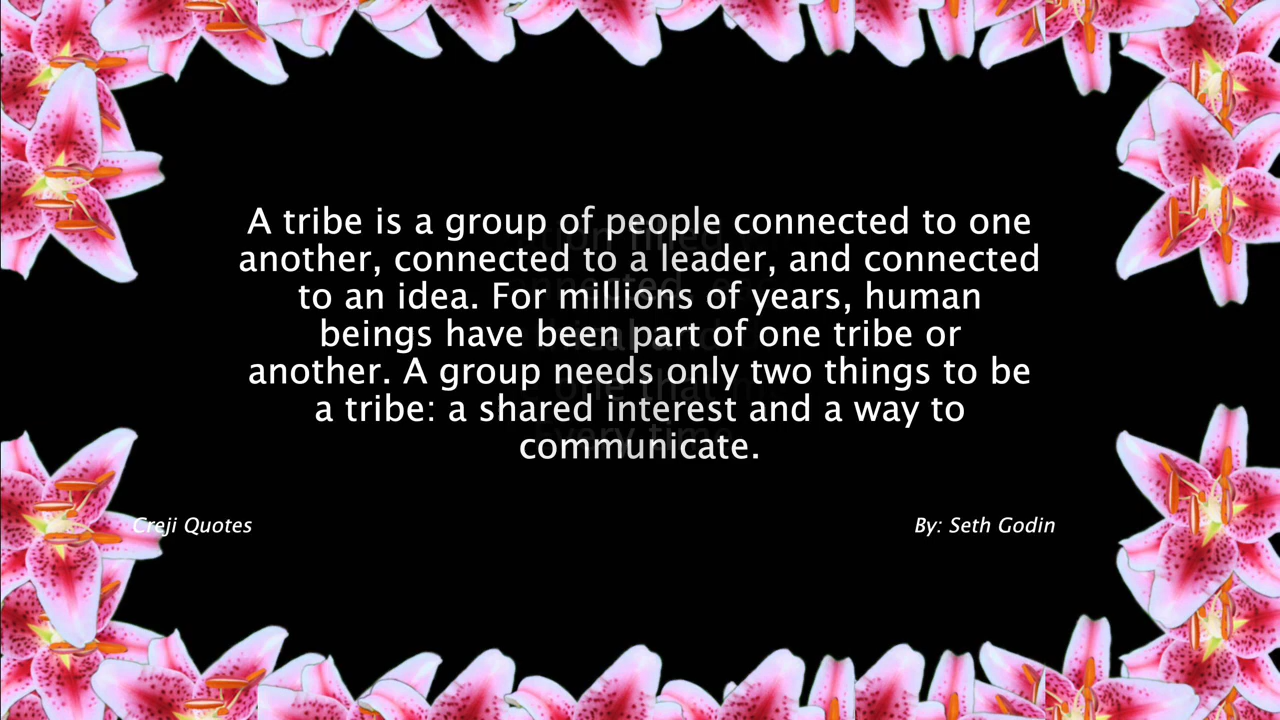 A tribe is a group of people connected to one
another, connected to a leader, and connected
to an idea. For millions of years, human
beings have been part of one tribe or
another. A group needs only two things to be
a tribe: a shared interest and a way to
communicate.
Creji Quotes
By: Seth Godin